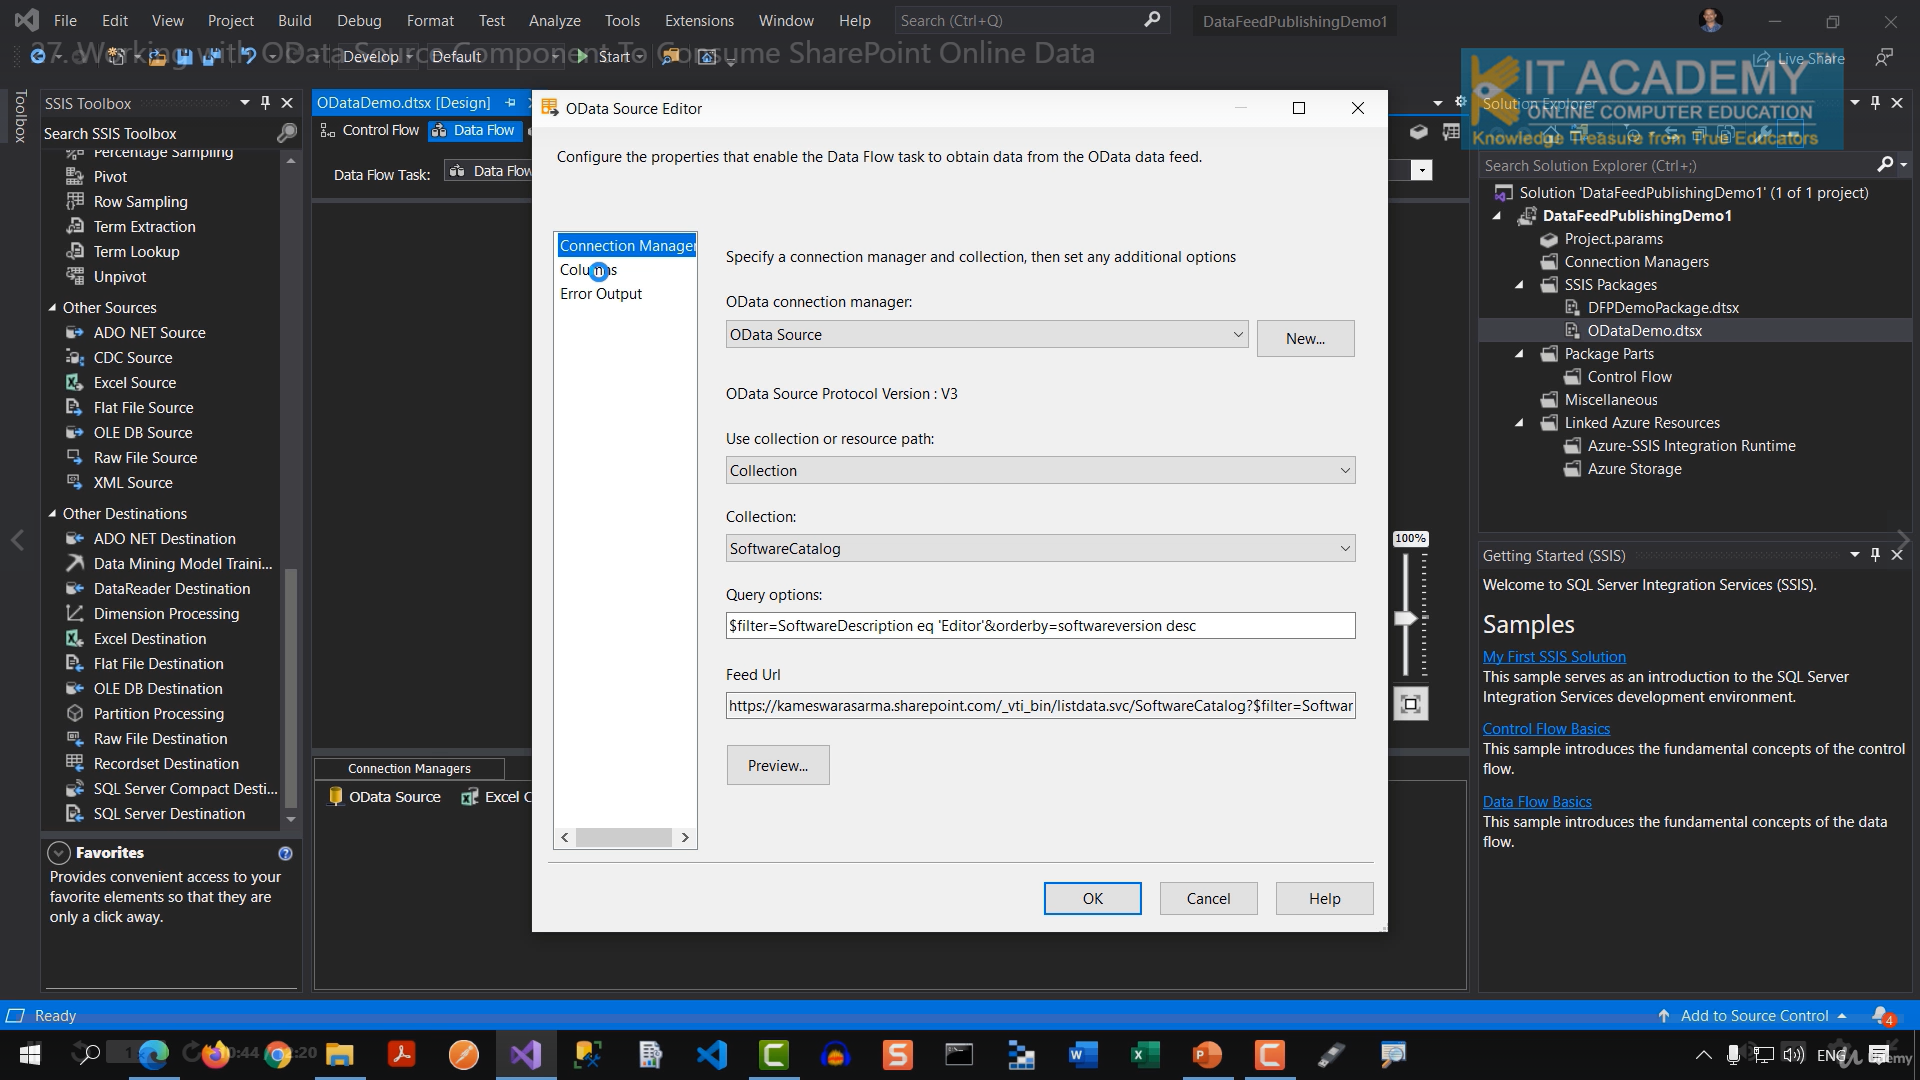 File Edit View Project Build Debug Format Test Analyze Tools Extensions Window Help Search (Ctrl+Q) DataFeedPublishingDemo1
37. Working with OData Source Component To Consume SharePoint Online Data
Develop Default Start Live Share
IT ACADEMY
ONLINE COMPUTER EDUCATION
Knowledge Treasure from True Educators
Toolbox
SSIS Toolbox
Search SSIS Toolbox
Percentage Sampling
Pivot
Row Sampling
Term Extraction
Term Lookup
Unpivot
Other Sources
ADO NET Source
CDC Source
Excel Source
Flat File Source
OLE DB Source
Raw File Source
XML Source
Other Destinations
ADO NET Destination
Data Mining Model Traini...
DataReader Destination
Dimension Processing
Excel Destination
Flat File Destination
OLE DB Destination
Partition Processing
Raw File Destination
Recordset Destination
SQL Server Compact Desti...
SQL Server Destination
Favorites
Provides convenient access to your
favorite elements so that they are
only a click away.
ODataDemo.dtsx [Design]
Control Flow Data Flow
Data Flow Task: Data Flow
OData Source Editor
Configure the properties that enable the Data Flow task to obtain data from the OData data feed.
Connection Manager
Columns
Error Output
Specify a connection manager and collection, then set any additional options
OData connection manager:
OData Source
New...
OData Source Protocol Version : V3
Use collection or resource path:
Collection
Collection:
SoftwareCatalog
Query options:
$filter=SoftwareDescription eq 'Editor'&orderby=softwareversion desc
Feed Url
https://kameswarasarma.sharepoint.com/_vti_bin/listdata.svc/SoftwareCatalog?$filter=Softwar
Preview...
OK Cancel Help
100%
Connection Managers
OData Source Excel C
Solution Explorer
Search Solution Explorer (Ctrl+;)
Solution 'DataFeedPublishingDemo1' (1 of 1 project)
DataFeedPublishingDemo1
Project.params
Connection Managers
SSIS Packages
DFPDemoPackage.dtsx
ODataDemo.dtsx
Package Parts
Control Flow
Miscellaneous
Linked Azure Resources
Azure-SSIS Integration Runtime
Azure Storage
Getting Started (SSIS)
Welcome to SQL Server Integration Services (SSIS).
Samples
My First SSIS Solution
This sample serves as an introduction to the SQL Server
Integration Services development environment.
Control Flow Basics
This sample introduces the fundamental concepts of the control
flow.
Data Flow Basics
This sample introduces the fundamental concepts of the data
flow.
Ready Add to Source Control 4
ENG